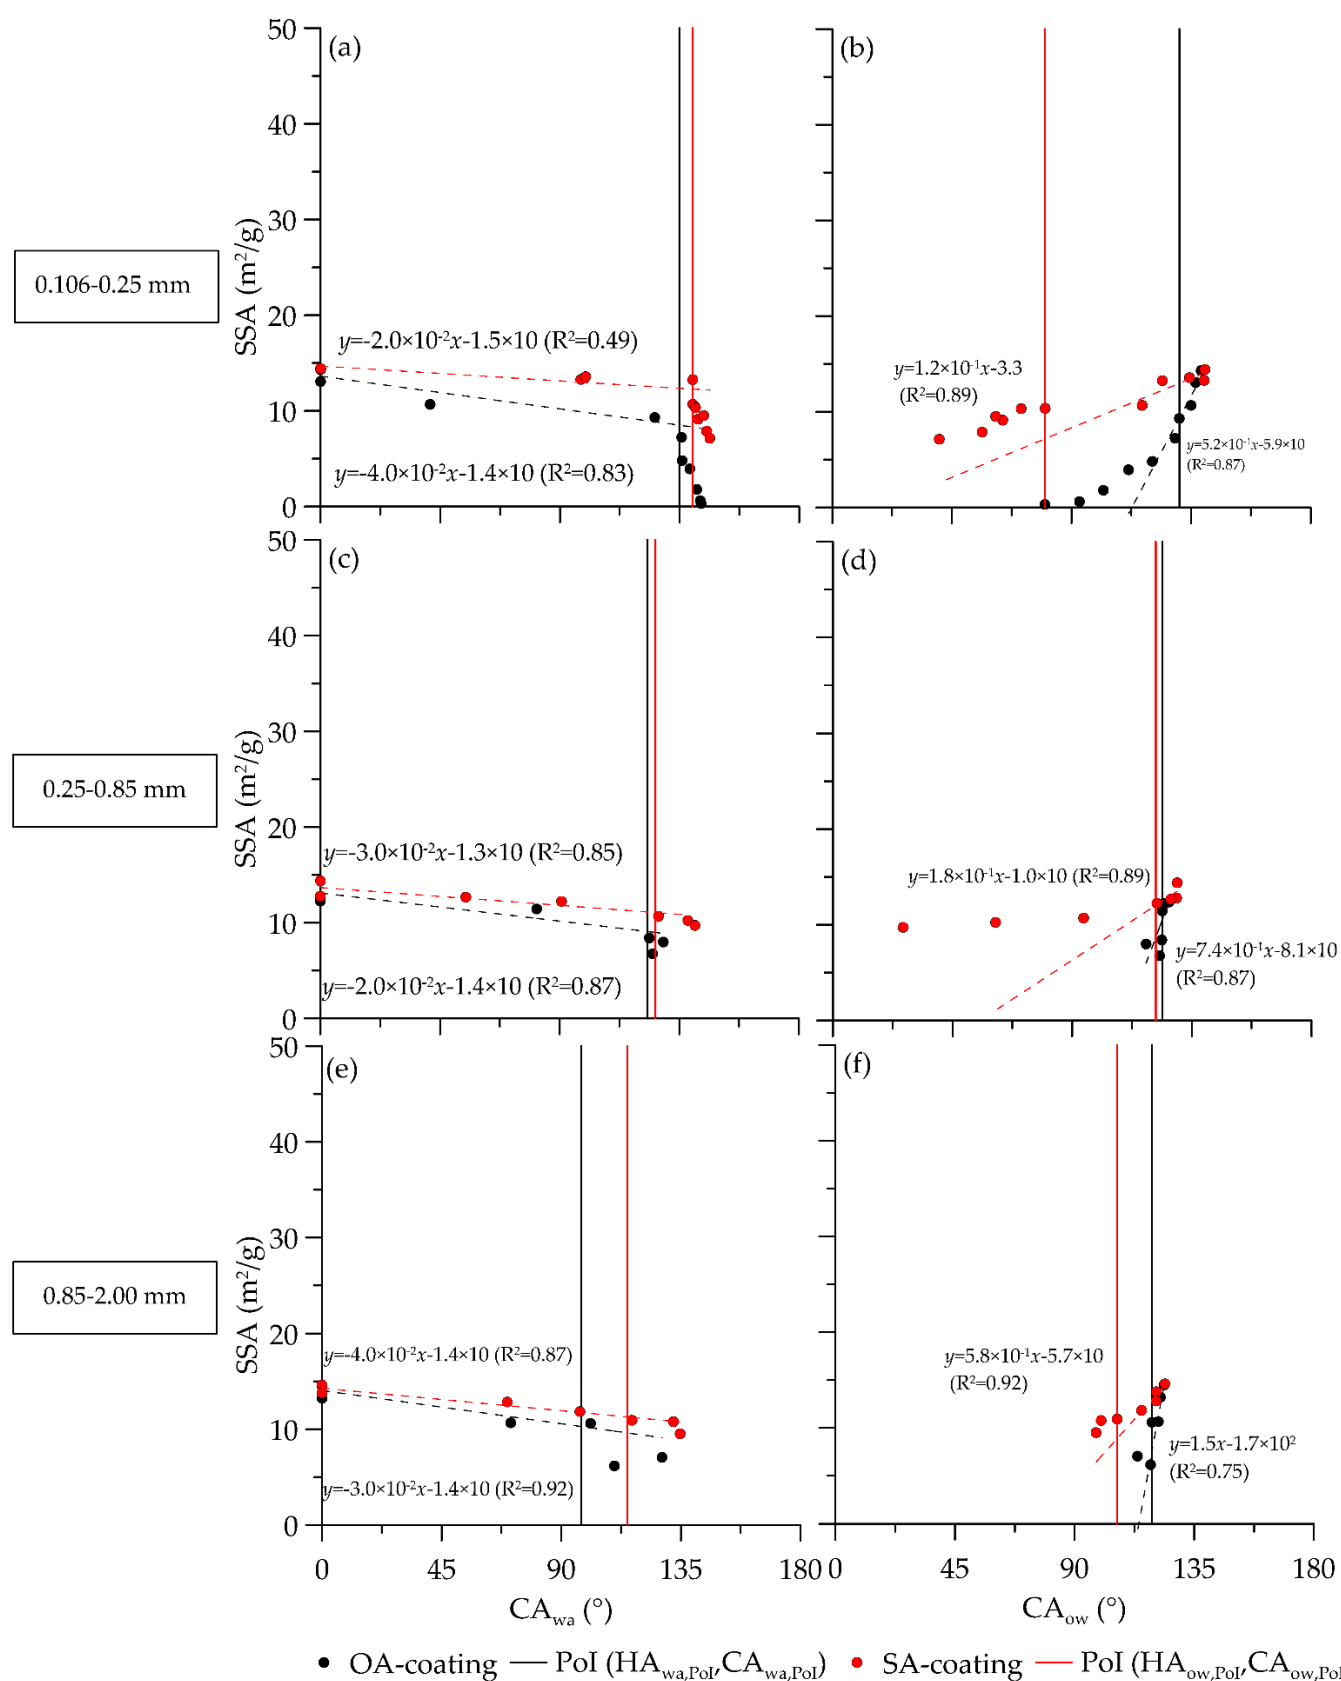 (a)
(b)
50
40
30
20
10
0
SSA (m²/g)
0.106-0.25 mm
y=-2.0×10⁻²x-1.5×10 (R²=0.49)
y=-4.0×10⁻²x-1.4×10 (R²=0.83)
y=1.2×10⁻¹x-3.3
(R²=0.89)
y=5.2×10⁻¹x-5.9×10
(R²=0.87)
(c)
(d)
50
40
30
20
10
0
SSA (m²/g)
0.25-0.85 mm
y=-3.0×10⁻²x-1.3×10 (R²=0.85)
y=-2.0×10⁻²x-1.4×10 (R²=0.87)
y=1.8×10⁻¹x-1.0×10 (R²=0.89)
y=7.4×10⁻¹x-8.1×10
(R²=0.87)
(e)
(f)
50
40
30
20
10
0
SSA (m²/g)
0.85-2.00 mm
y=-4.0×10⁻²x-1.4×10 (R²=0.87)
y=-3.0×10⁻²x-1.4×10 (R²=0.92)
y=5.8×10⁻¹x-5.7×10
(R²=0.92)
y=1.5x-1.7×10²
(R²=0.75)
0 45 90 135 180
0 45 90 135 180
CAwa (°)
CAow (°)
OA-coating PoI (HAwa,PoI,CAwa,PoI) SA-coating PoI (HAow,PoI,CAow,PoI